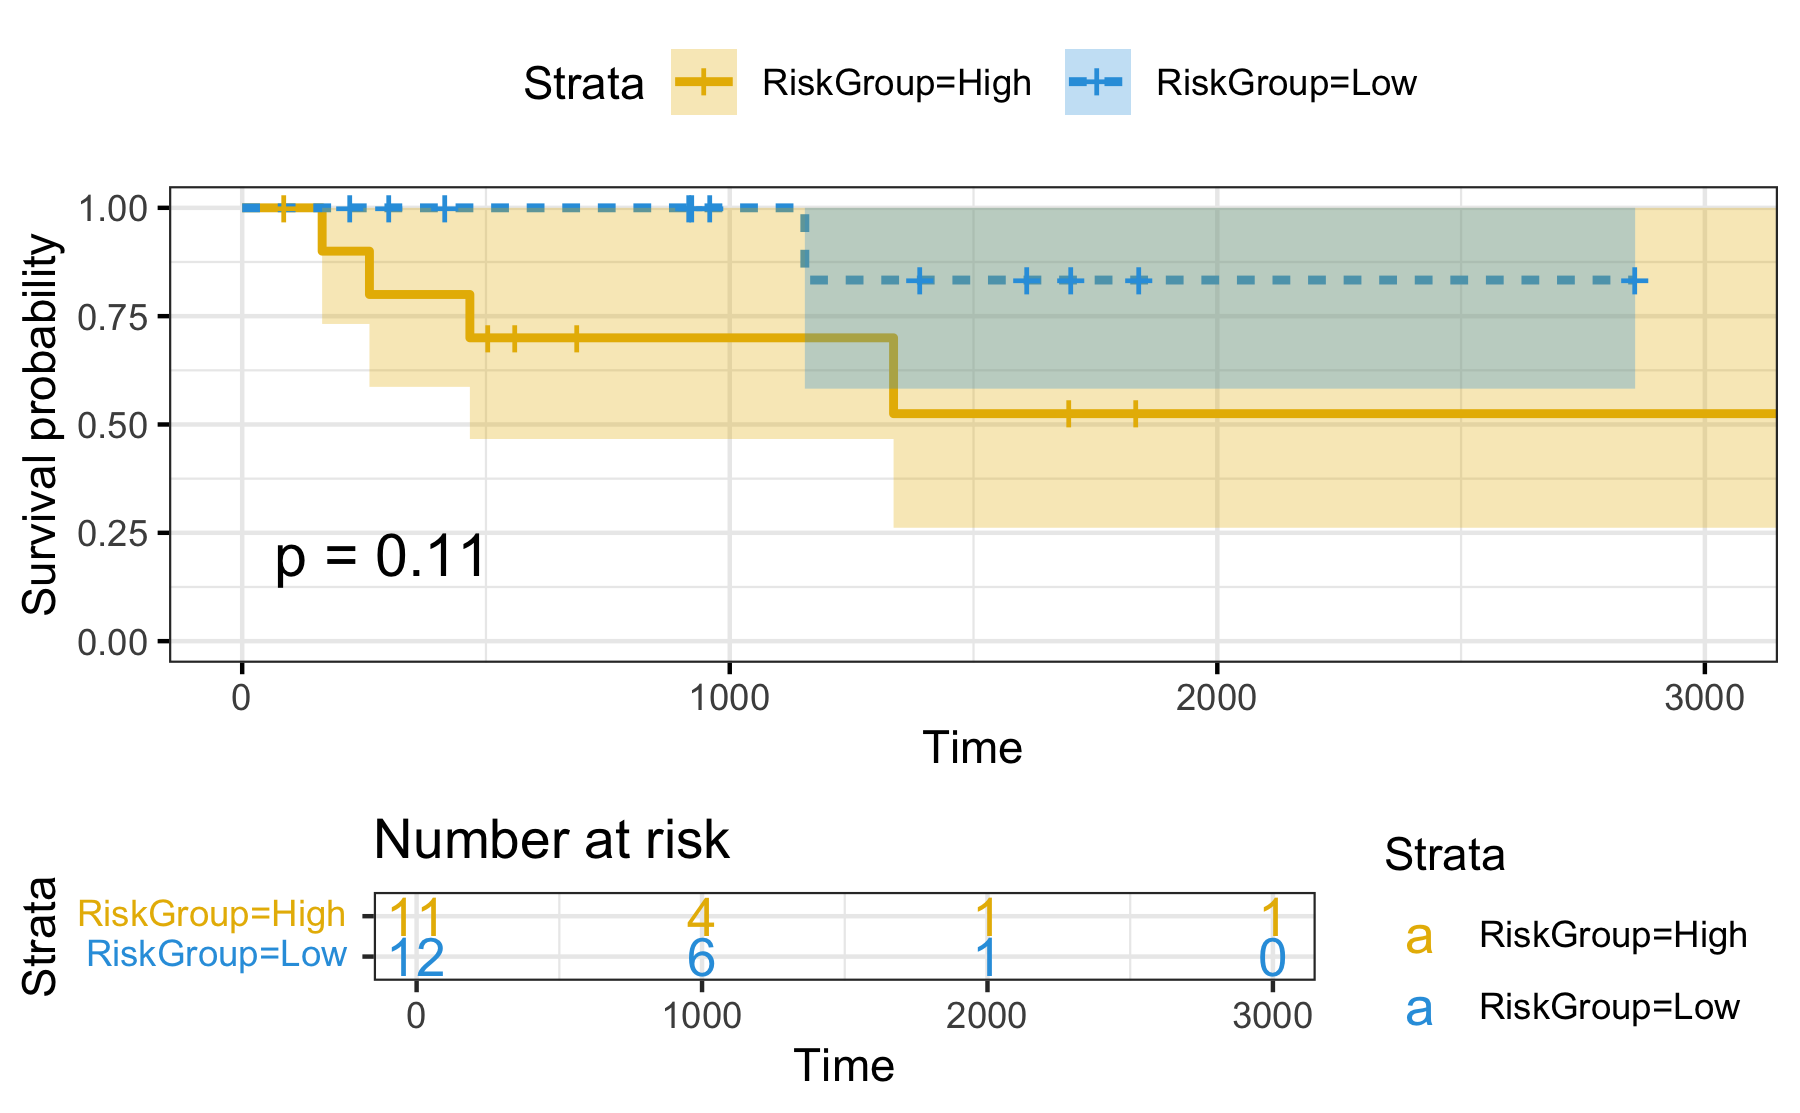 Strata RiskGroup=High RiskGroup=Low
Survival probability
1.00
0.75
0.50
0.25
0.00
p = 0.11
0 1000 2000 3000
Time
Number at risk
Strata
RiskGroup=High 11 4 1 1
RiskGroup=Low 12 6 1 0
0 1000 2000 3000
Time
Strata
a RiskGroup=High
a RiskGroup=Low